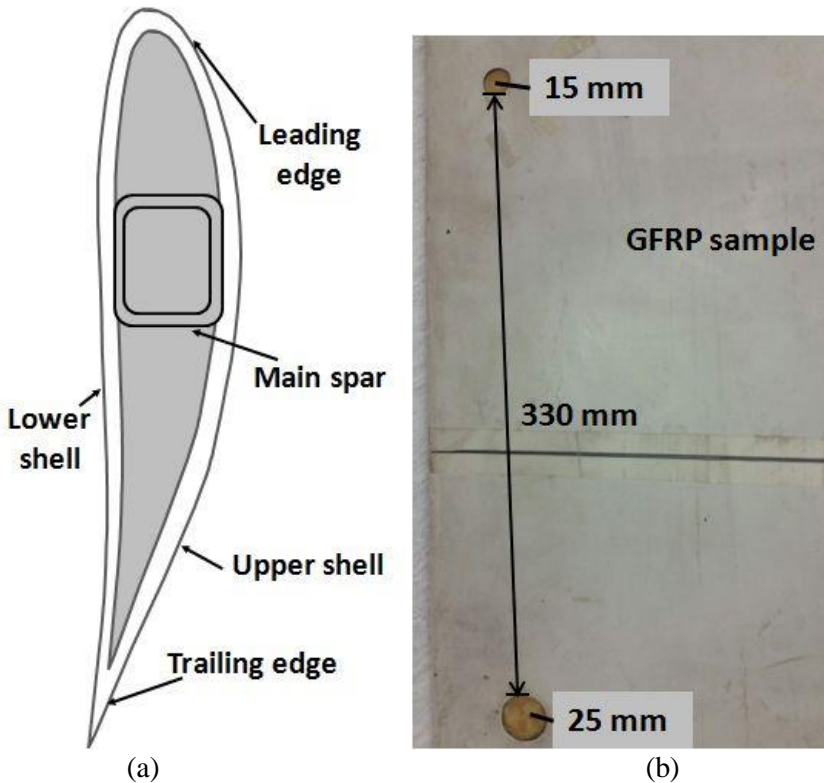 Leading
edge
Main spar
Lower
shell
Upper shell
Trailing edge
(a)
15 mm
GFRP sample
330 mm
25 mm
(b)